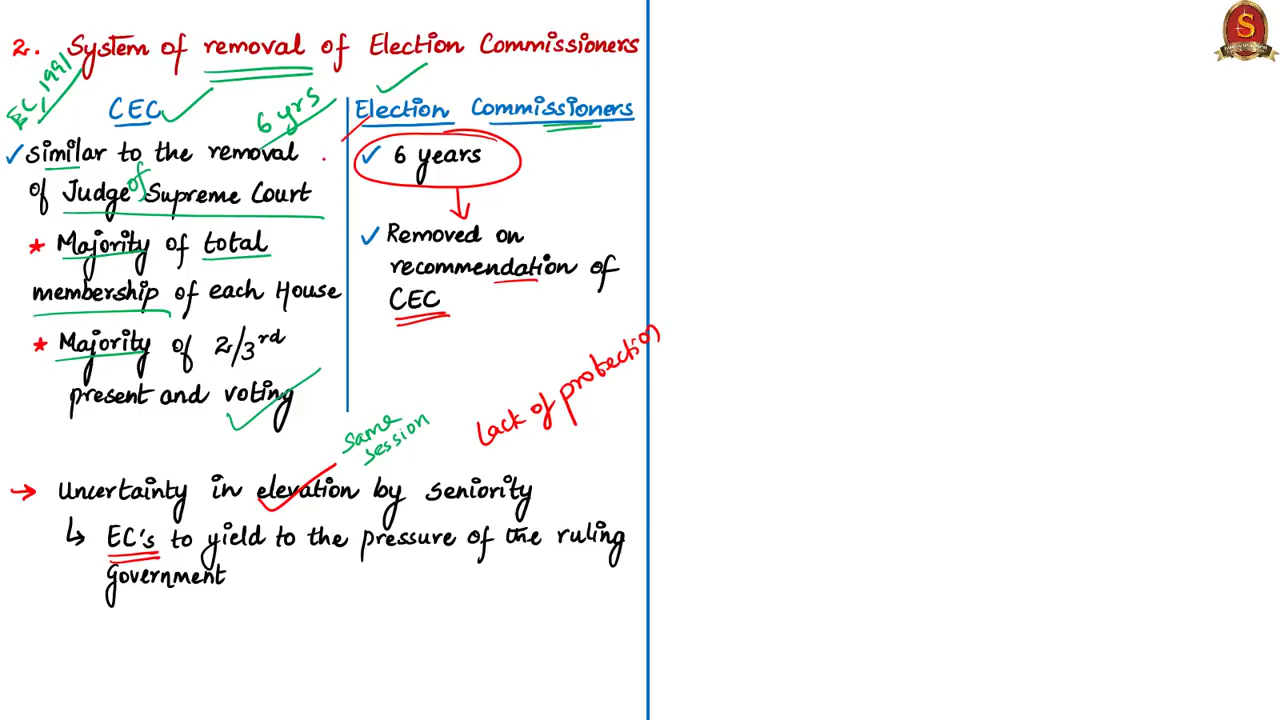 2. System of removal of Election Commissioners
EC, 1991
CEC
6 yrs
Similar to the removal
of Judge of Supreme Court
* Majority of total
membership of each House
* Majority of 2/3rd
present and voting
Election Commissioners
6 years
Removed on
recommendation of
CEC
Lack of protection
same
session
→ Uncertainty in elevation by seniority
↳ EC's to yield to the pressure of the ruling
government
S